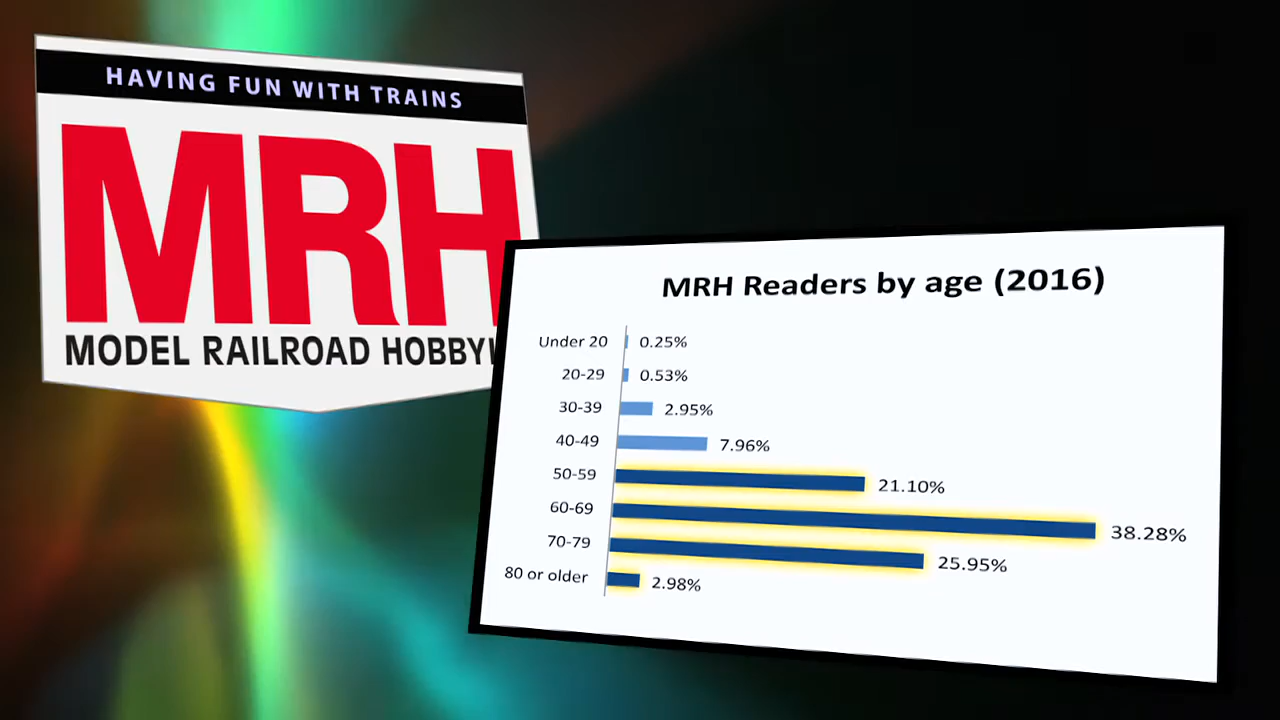 HAVING FUN WITH TRAINS
MRH
MODEL RAILROAD
MRH Readers by age (2016)
Under 20 0.25%
20-29 0.53%
30-39 2.95%
40-49 7.96%
50-59 21.10%
60-69 38.28%
70-79 25.95%
80 or older 2.98%